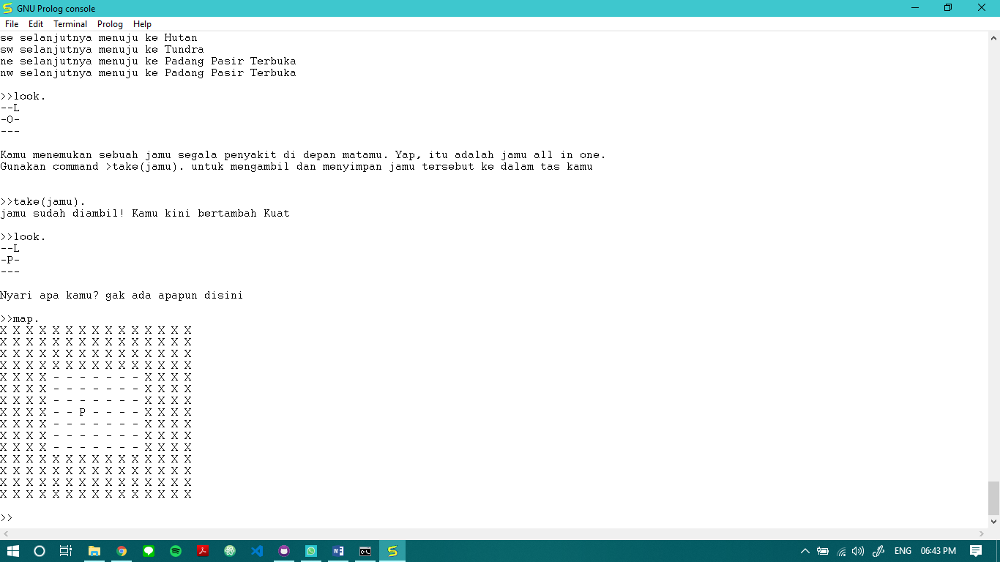 GNU Prolog console
File Edit Terminal Prolog Help
se selanjutnya menuju ke Hutan
sw selanjutnya menuju ke Tundra
ne selanjutnya menuju ke Padang Pasir Terbuka
nw selanjutnya menuju ke Padang Pasir Terbuka
>>look.
--L
-O-
---
Kamu menemukan sebuah jamu segala penyakit di depan matamu. Yap, itu adalah jamu all in one.
Gunakan command >take(jamu). untuk mengambil dan menyimpan jamu tersebut ke dalam tas kamu
>>take(jamu).
jamu sudah diambil! Kamu kini bertambah Kuat
>>look.
--L
-P-
---
Nyari apa kamu? gak ada apapun disini
>>map.
X X X X X X X X X X X X X X X
X X X X X X X X X X X X X X X
X X X X X X X X X X X X X X X
X X X X X X X X X X X X X X X
X X X X - - - - - - - X X X X
X X X X - - - - - - - X X X X
X X X X - - - - - - - X X X X
X X X X - - P - - - - X X X X
X X X X - - - - - - - X X X X
X X X X - - - - - - - X X X X
X X X X - - - - - - - X X X X
X X X X X X X X X X X X X X X
X X X X X X X X X X X X X X X
X X X X X X X X X X X X X X X
X X X X X X X X X X X X X X X
>>
ENG 06:43 PM